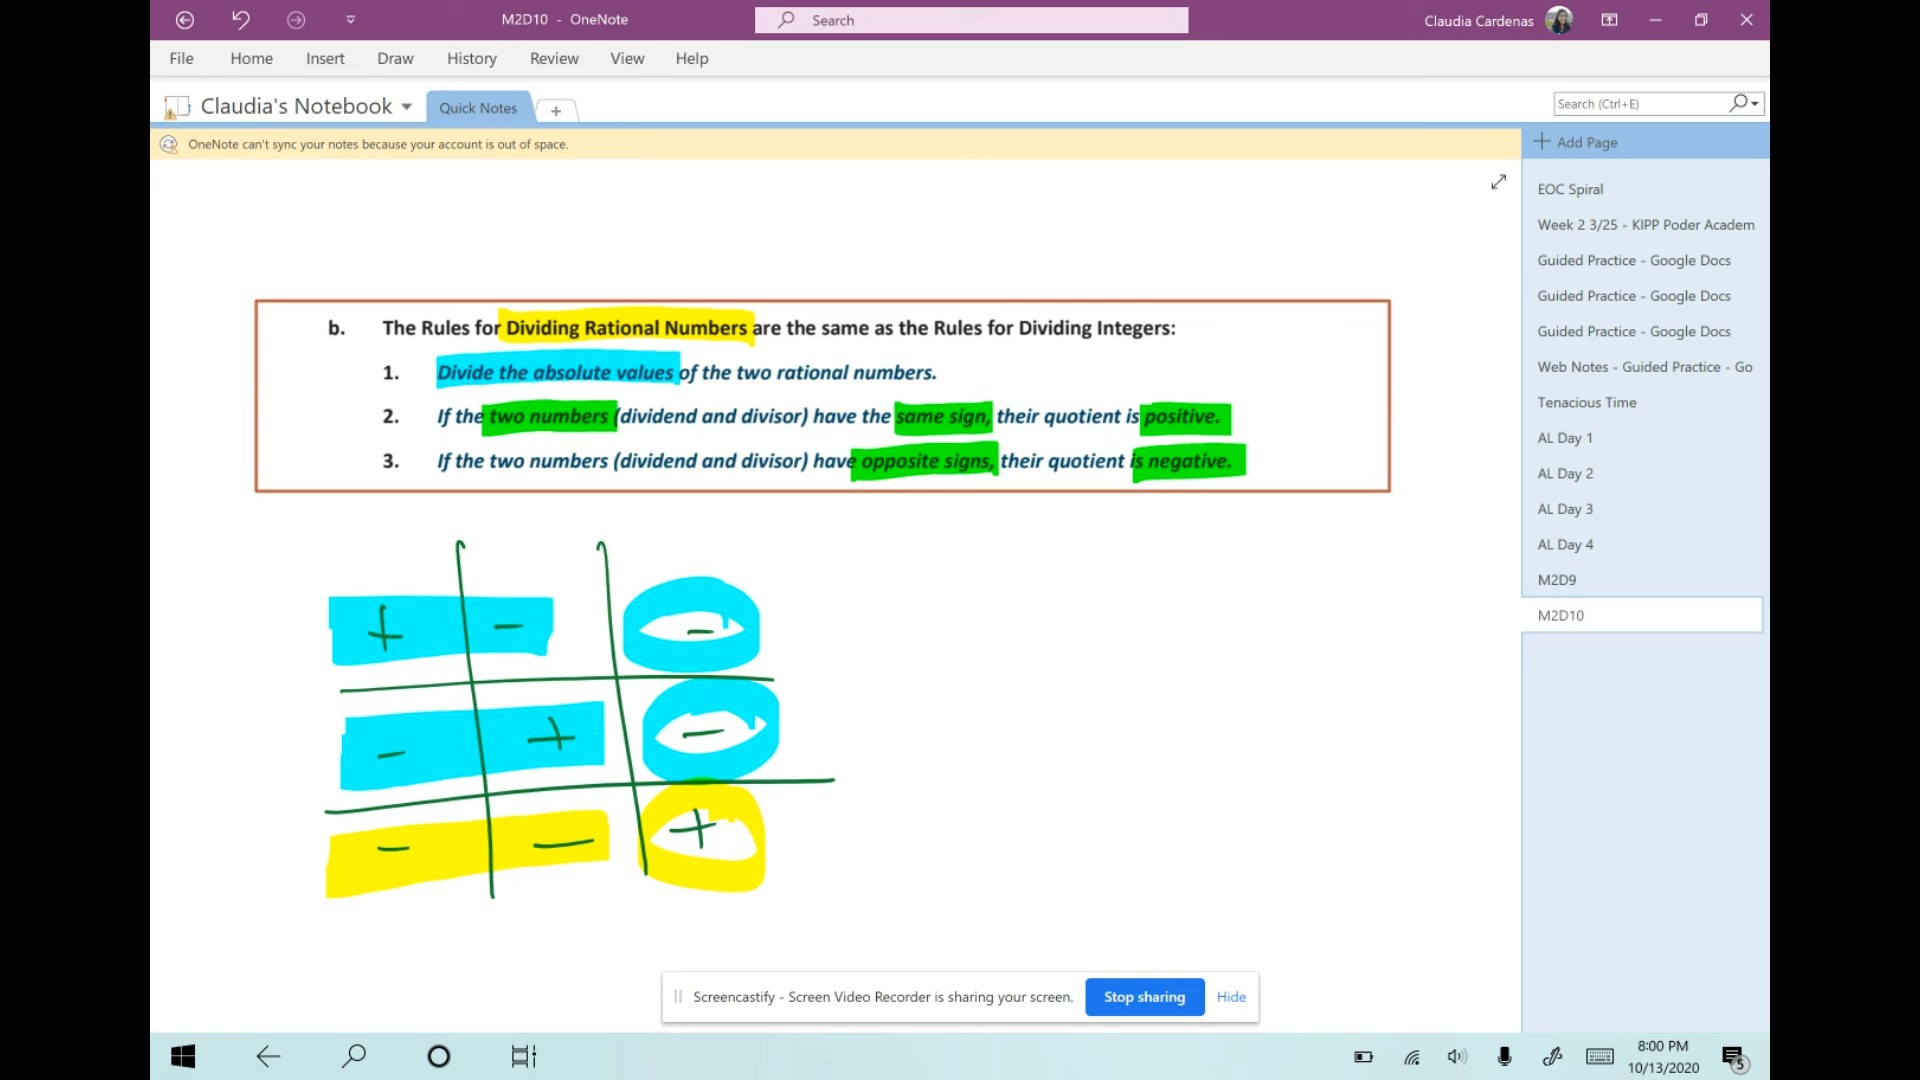 M2D10 - OneNote
Search
Claudia Cardenas
File Home Insert Draw History Review View Help
Claudia's Notebook
Quick Notes
+
Search (Ctrl+E)
OneNote can't sync your notes because your account is out of space.
Add Page
EOC Spiral
Week 2 3/25 - KIPP Poder Academ
Guided Practice - Google Docs
Guided Practice - Google Docs
Guided Practice - Google Docs
Web Notes - Guided Practice - Go
Tenacious Time
AL Day 1
AL Day 2
AL Day 3
AL Day 4
M2D9
M2D10
b. The Rules for Dividing Rational Numbers are the same as the Rules for Dividing Integers:
1. Divide the absolute values of the two rational numbers.
2. If the two numbers (dividend and divisor) have the same sign, their quotient is positive.
3. If the two numbers (dividend and divisor) have opposite signs, their quotient is negative.
+ - -
- + -
- - +
Screencastify - Screen Video Recorder is sharing your screen.
Stop sharing
Hide
8:00 PM
10/13/2020
5